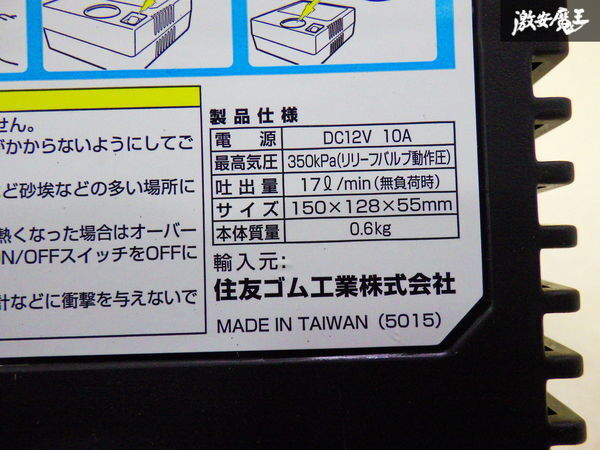 激安魔王
せん。
がかからないようにしてご
ど砂埃などの多い場所に
熱くなった場合はオーバー
ON/OFFスイッチをOFFに
計などに衝撃を与えないで
製品仕様
電源 DC12V 10A
最高気圧 350kPa(リリーフバルブ動作圧)
吐出量 17ℓ/min(無負荷時)
サイズ 150×128×55mm
本体質量 0.6kg
輸入元:
住友ゴム工業株式会社
MADE IN TAIWAN (5015)